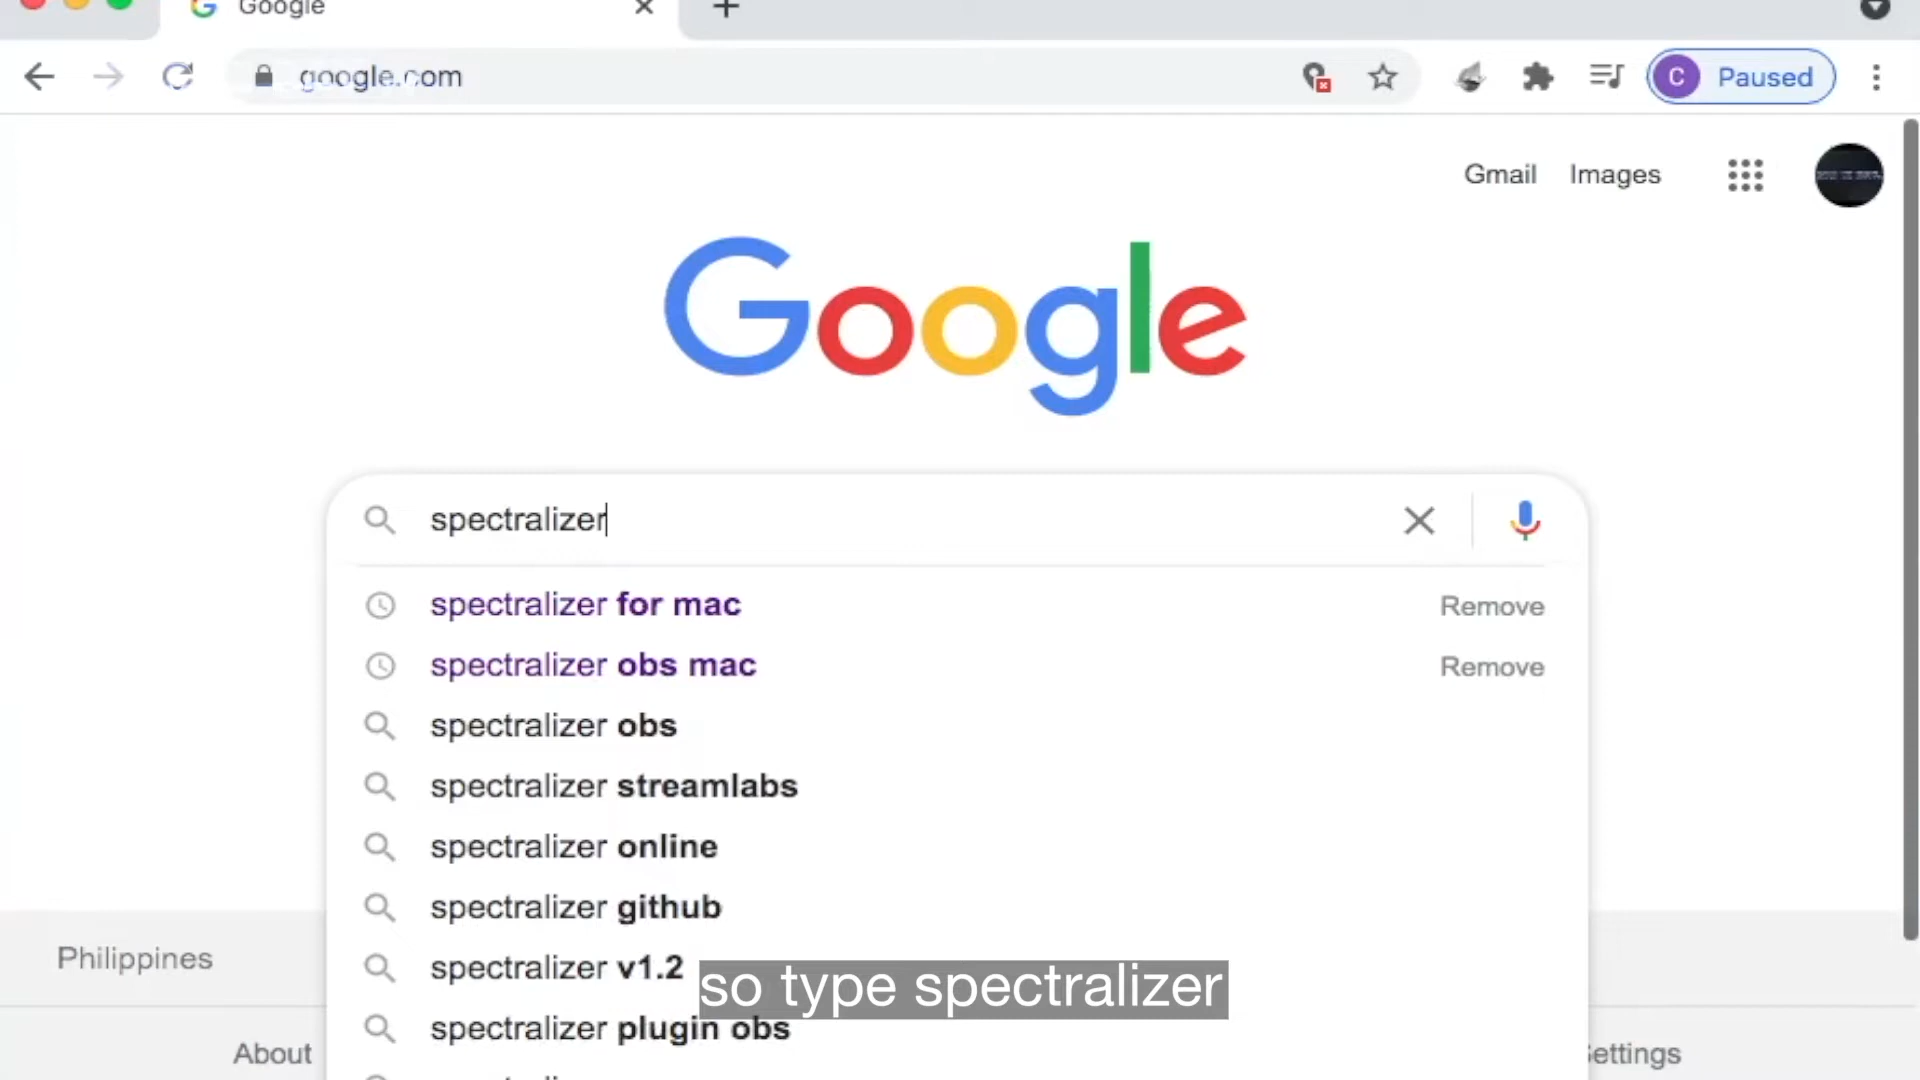 Google
google.com
C Paused
Gmail Images
Google
spectralizer
spectralizer for mac Remove
spectralizer obs mac Remove
spectralizer obs
spectralizer streamlabs
spectralizer online
spectralizer github
Philippines
spectralizer v1.2
so type spectralizer
spectralizer plugin obs
About
Settings